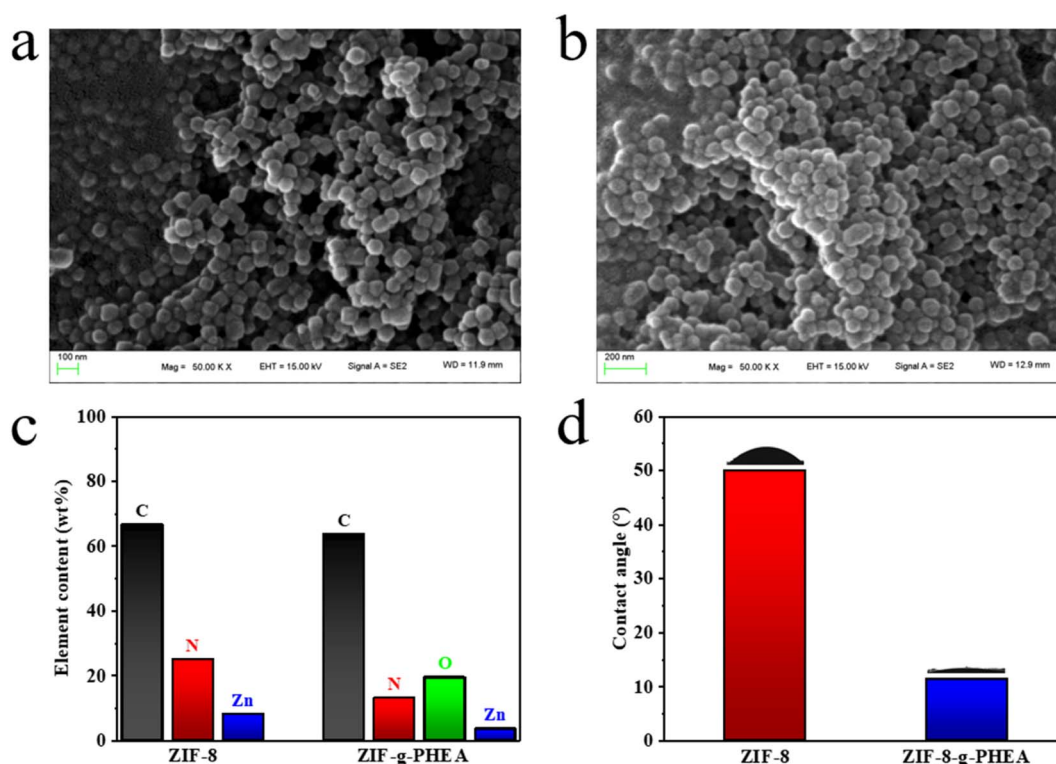 a
b
100 nm
Mag = 50.00 K X EHT = 15.00 kV Signal A = SE2 WD = 11.9 mm
200 nm
Mag = 50.00 K X EHT = 15.00 kV Signal A = SE2 WD = 12.9 mm
c
Element content (wt%)
100
80
60
40
20
0
C
N
Zn
C
N
O
Zn
ZIF-8
ZIF-g-PHEA
d
Contact angle (°)
60
50
40
30
20
10
0
ZIF-8
ZIF-8-g-PHEA